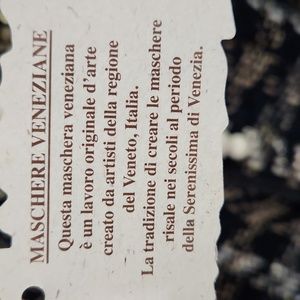 MASCHERE VENEZIANE
Questa maschera veneziana
è un lavoro originale d'arte
creato da artisti della regione
del Veneto, Italia.
La tradizione di creare le maschere
risale nei secoli al periodo
della Serenissima di Venezia.